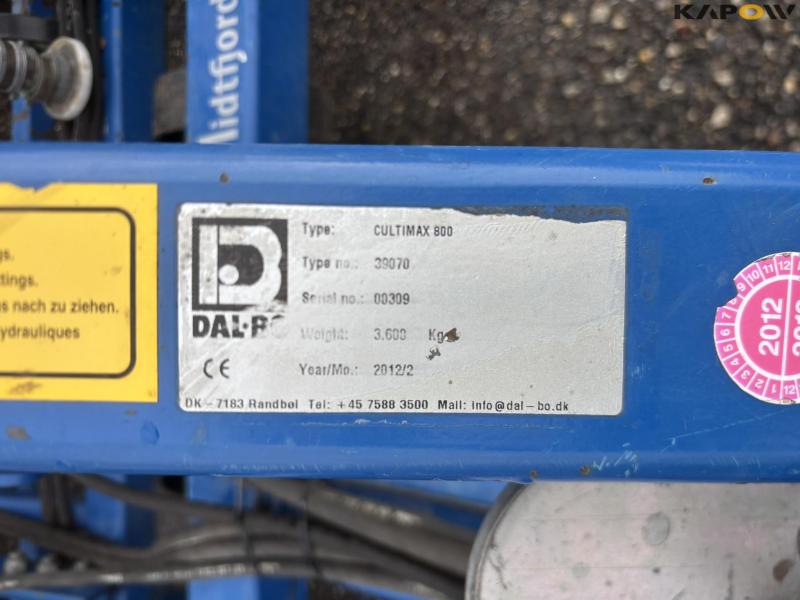 KAPOW
Midtfjord
gs.
ttings.
us nach zu ziehen.
hydrauliques
DAL-BO
Type: CULTIMAX 800
Type no.: 39070
Serial no.: 00309
Weight: 3.600 Kg
Year/Mo.: 2012/2
CE
DK - 7183 Randbøl Tel: +45 7588 3500 Mail: info@dal-bo.dk
2012